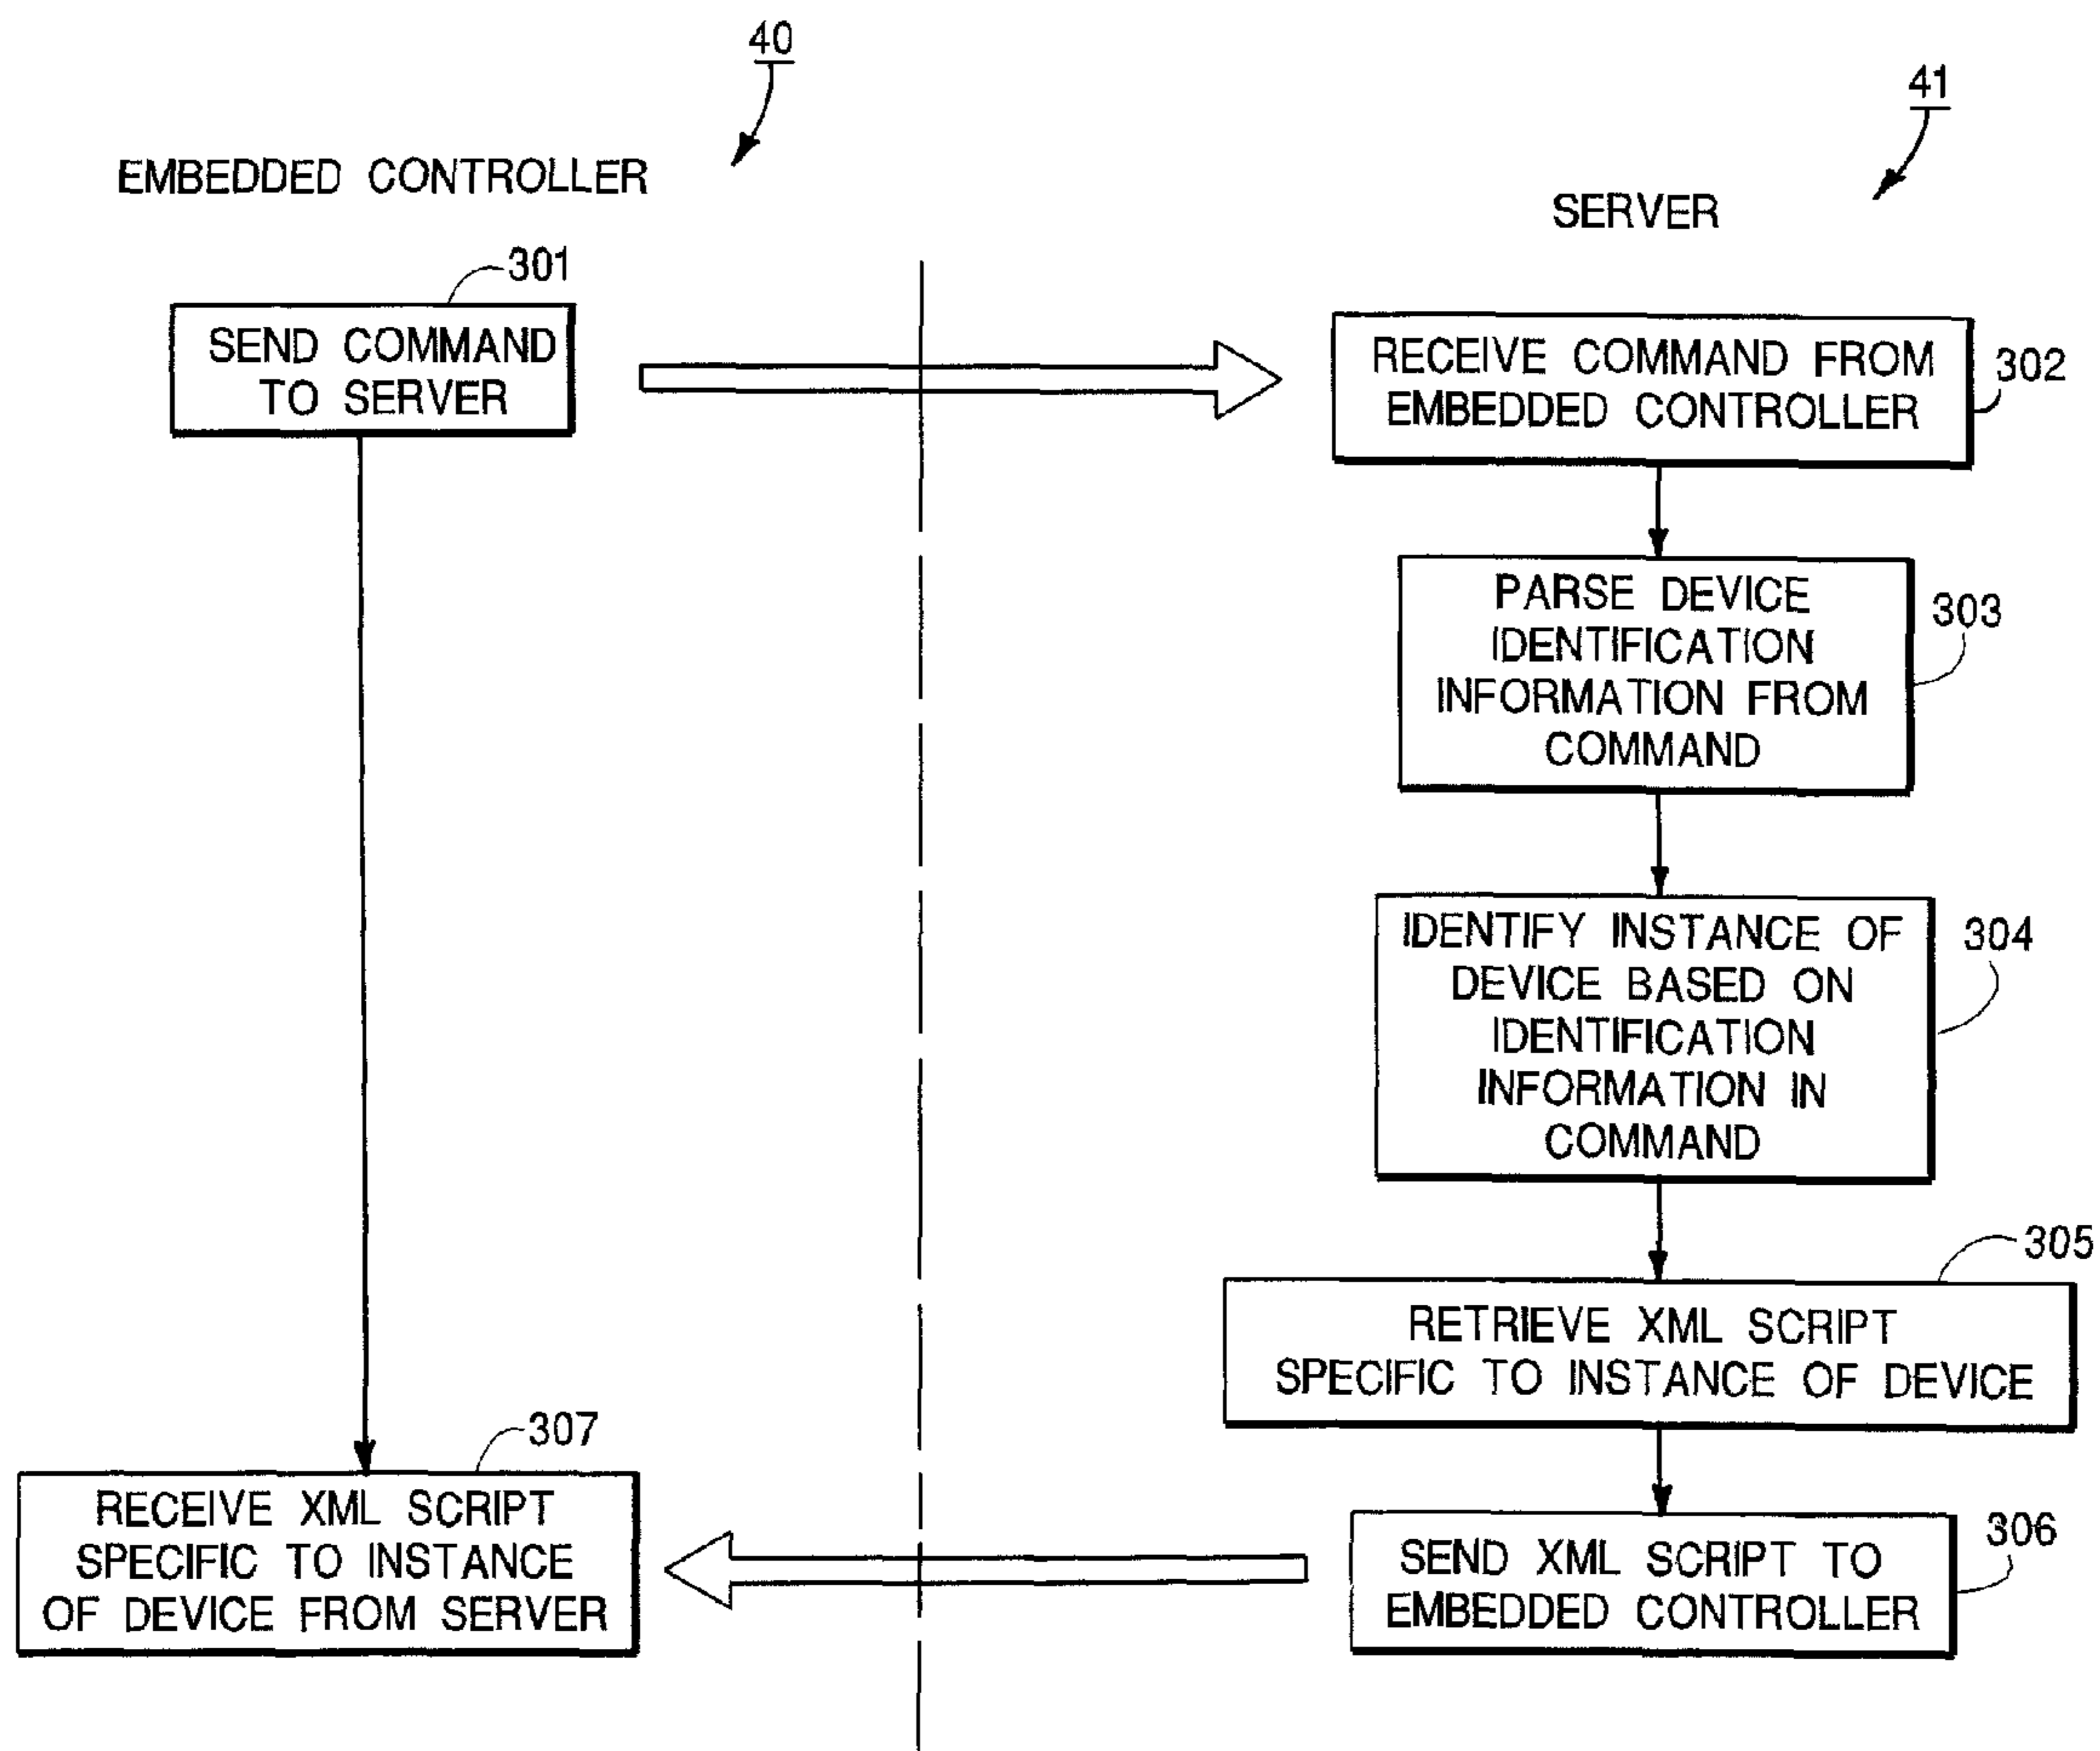 40
41
EMBEDDED CONTROLLER
SERVER
301
SEND COMMAND
TO SERVER
RECEIVE COMMAND FROM
EMBEDDED CONTROLLER
302
PARSE DEVICE
IDENTIFICATION
INFORMATION FROM
COMMAND
303
IDENTIFY INSTANCE OF
DEVICE BASED ON
IDENTIFICATION
INFORMATION IN
COMMAND
304
305
RETRIEVE XML SCRIPT
SPECIFIC TO INSTANCE OF DEVICE
307
RECEIVE XML SCRIPT
SPECIFIC TO INSTANCE
OF DEVICE FROM SERVER
SEND XML SCRIPT TO
EMBEDDED CONTROLLER
306